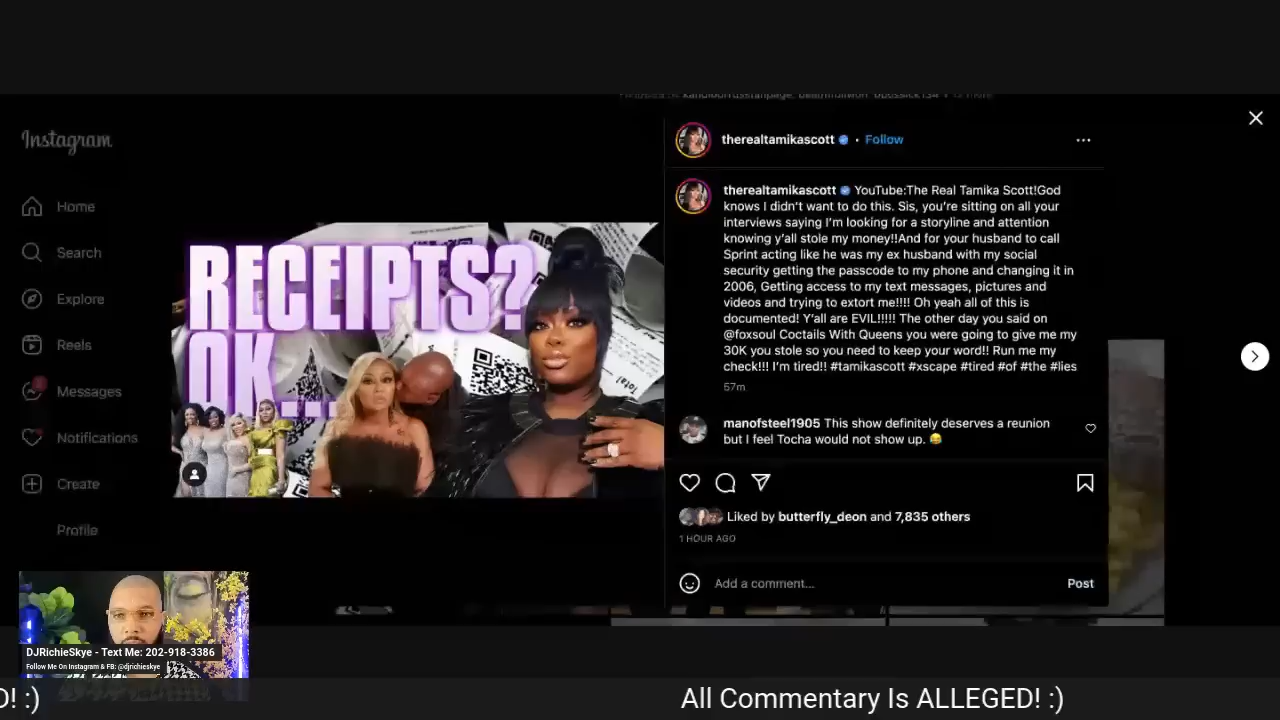 Instagram
Home
Search
Explore
Reels
Messages
Notifications
Create
Profile
RECEIPTS?
OK...
therealtamikascott • Follow
therealtamikascott YouTube:The Real Tamika Scott!God
knows I didn't want to do this. Sis, you're sitting on all your
interviews saying I'm looking for a storyline and attention
knowing y'all stole my money!!And for your husband to call
Sprint acting like he was my ex husband with my social
security getting the passcode to my phone and changing it in
2006, Getting access to my text messages, pictures and
videos and trying to extort me!!!! Oh yeah all of this is
documented! Y'all are EVIL!!!!! The other day you said on
@foxsoul Coctails With Queens you were going to give me my
30K you stole so you need to keep your word!! Run me my
check!!! I'm tired!! #tamikascott #xscape #tired #of #the #lies
57m
manofsteel1905 This show definitely deserves a reunion
but I feel Tocha would not show up. 😂
Liked by butterfly_deon and 7,835 others
1 HOUR AGO
Add a comment...
Post
DJRichieSkye - Text Me: 202-918-3386
Follow Me On Instagram & FB: @djrichieskye
D! :)
All Commentary Is ALLEGED! :)